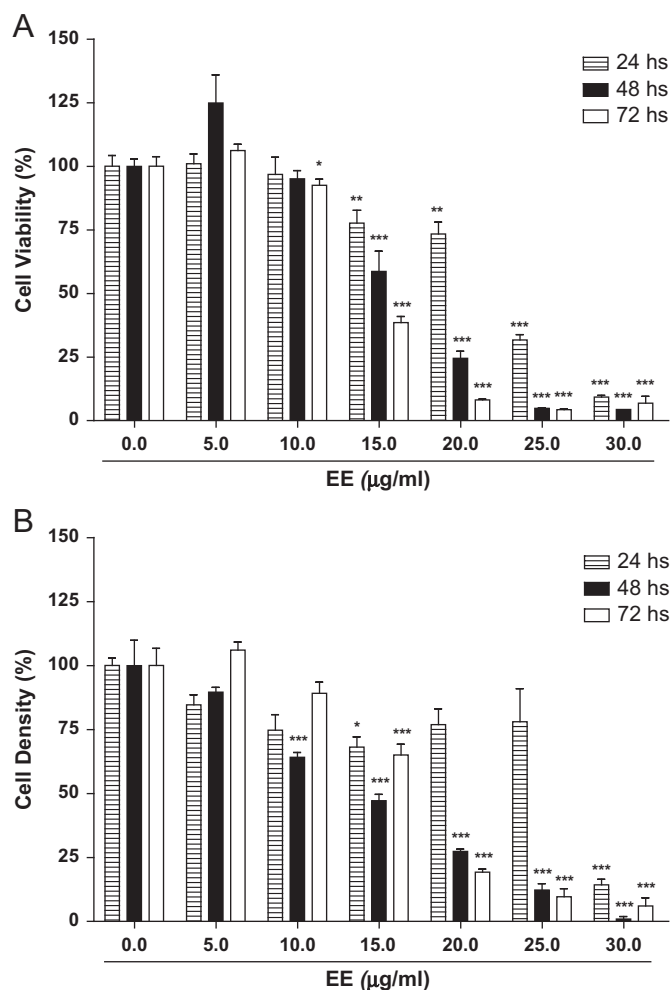 A
150
125
100
75
50
25
0
Cell Viability (%)
24 hs
48 hs
72 hs
*
** *** ***
** *** ***
*** *** ***
*** *** ***
0.0 5.0 10.0 15.0 20.0 25.0 30.0
EE (μg/ml)
B
150
125
100
75
50
25
0
Cell Density (%)
24 hs
48 hs
72 hs
***
* *** ***
*** ***
*** ***
*** *** ***
0.0 5.0 10.0 15.0 20.0 25.0 30.0
EE (μg/ml)